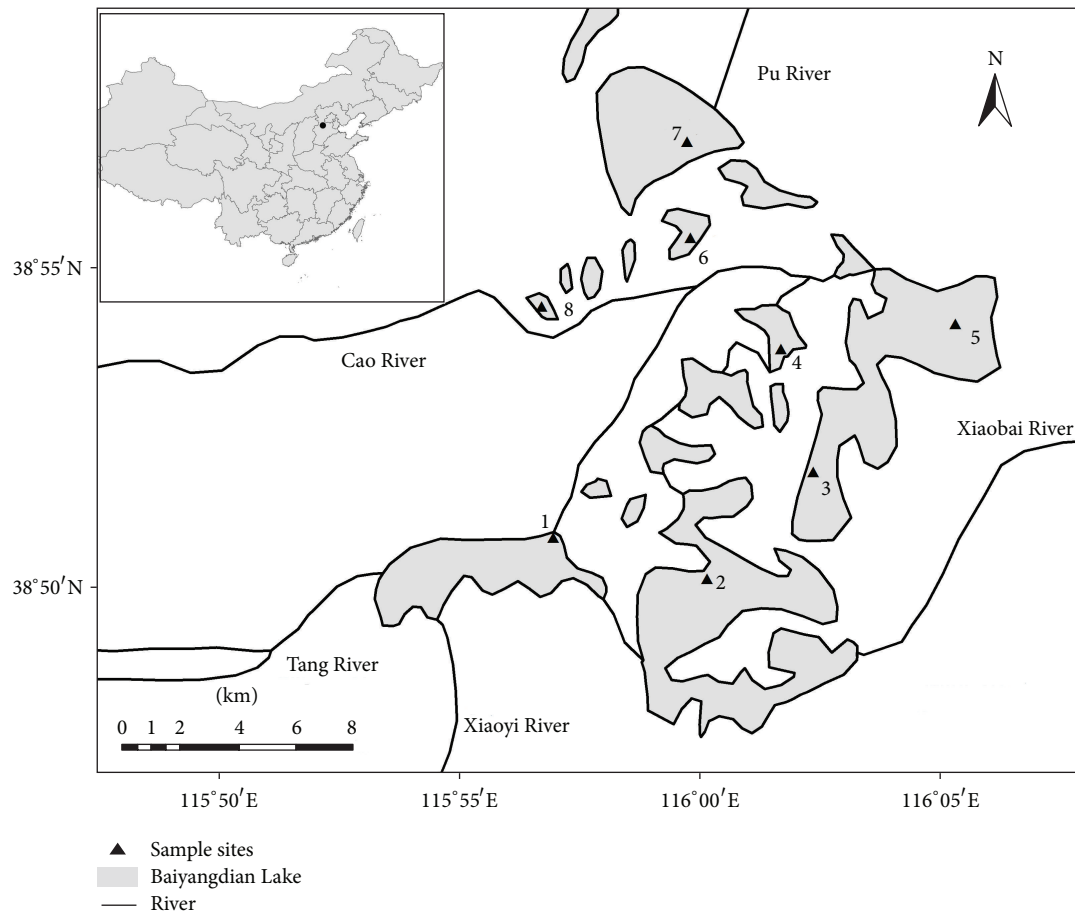 Pu River
N
7
6
38°55′N
8
5
4
Cao River
Xiaobai River
3
1
2
38°50′N
Tang River
(km)
Xiaoyi River
0 1 2 4 6 8
115°50′E 115°55′E 116°00′E 116°05′E
Sample sites
Baiyangdian Lake
River